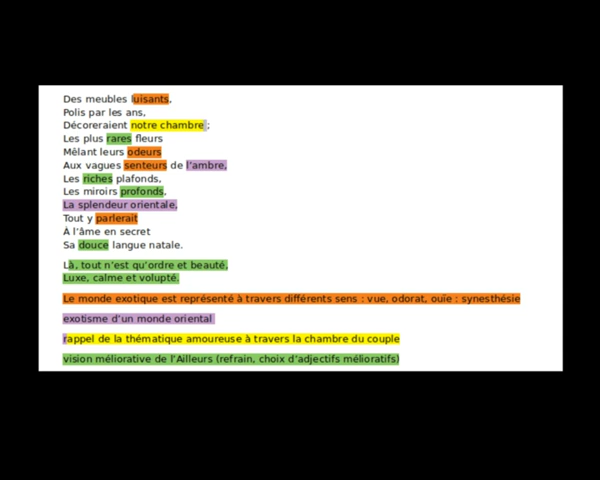 Des meubles luisants,
Polis par les ans,
Décoreraient notre chambre ;
Les plus rares fleurs
Mêlant leurs odeurs
Aux vagues senteurs de l'ambre,
Les riches plafonds,
Les miroirs profonds,
La splendeur orientale,
Tout y parlerait
À l'âme en secret
Sa douce langue natale.
Là, tout n'est qu'ordre et beauté,
Luxe, calme et volupté.
Le monde exotique est représenté à travers différents sens : vue, odorat, ouïe : synesthésie
exotisme d'un monde oriental
rappel de la thématique amoureuse à travers la chambre du couple
vision méliorative de l'Ailleurs (refrain, choix d'adjectifs mélioratifs)